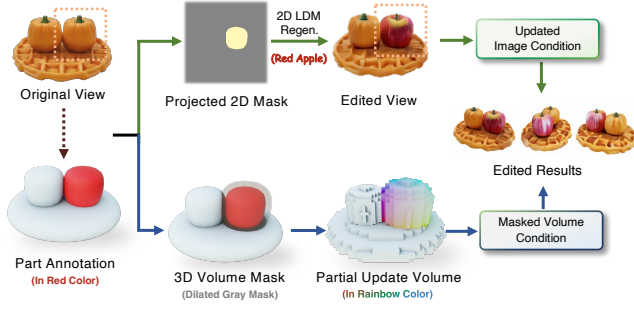 2D LDM
Regen.
(Red Apple)
Updated
Image Condition
Original View
Projected 2D Mask
Edited View
Edited Results
Masked Volume
Condition
Part Annotation
(In Red Color)
3D Volume Mask
(Dilated Gray Mask)
Partial Update Volume
(In Rainbow Color)